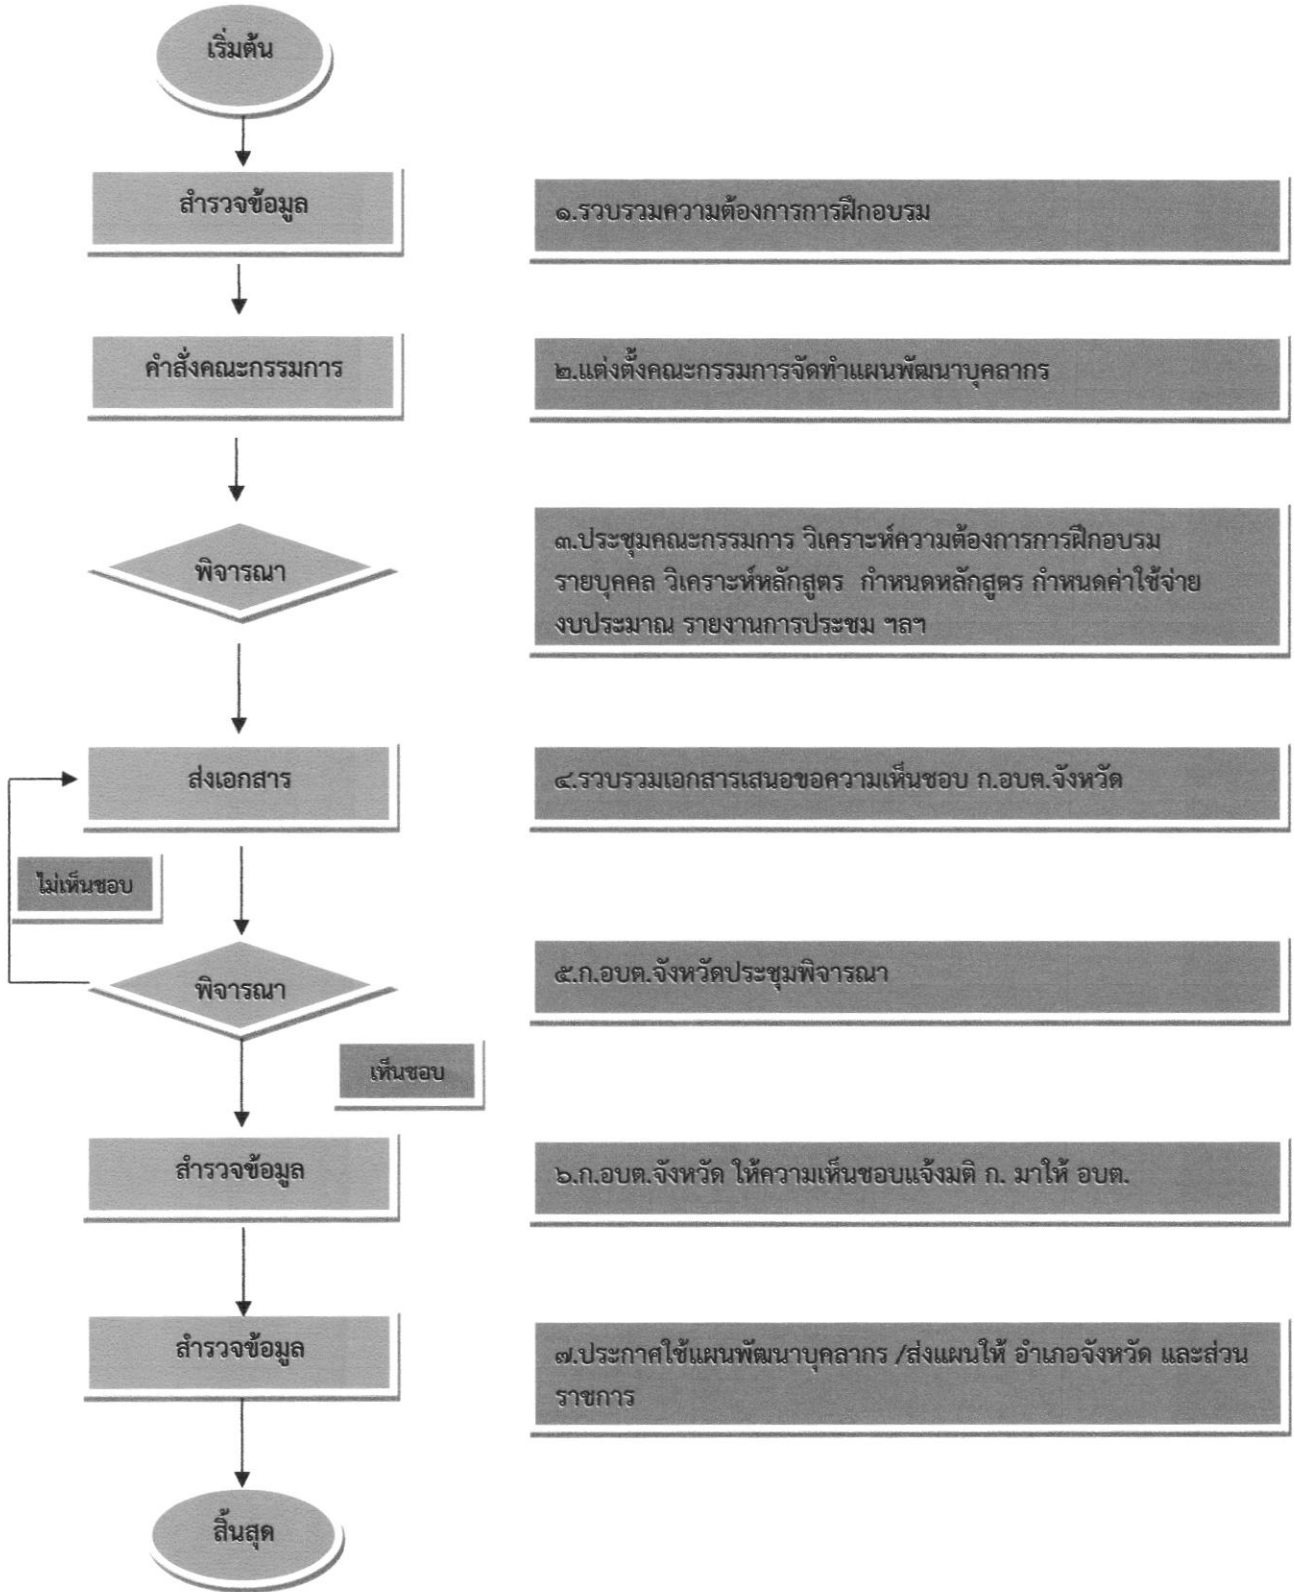 เริ่มต้น
สำรวจข้อมูล
๑.รวบรวมความต้องการการฝึกอบรม
คำสั่งคณะกรรมการ
๒.แต่งตั้งคณะกรรมการจัดทำแผนพัฒนาบุคลากร
พิจารณา
๓.ประชุมคณะกรรมการ วิเคราะห์ความต้องการการฝึกอบรม
รายบุคคล วิเคราะห์หลักสูตร กำหนดหลักสูตร กำหนดค่าใช้จ่าย
งบประมาณ รายงานการประชม ฯลฯ
ส่งเอกสาร
๔.รวบรวมเอกสารเสนอขอความเห็นชอบ ก.อบต.จังหวัด
ไม่เห็นชอบ
พิจารณา
๕.ก.อบต.จังหวัดประชุมพิจารณา
เห็นชอบ
สำรวจข้อมูล
๖.ก.อบต.จังหวัด ให้ความเห็นชอบแจ้งมติ ก. มาให้ อบต.
สำรวจข้อมูล
๗.ประกาศใช้แผนพัฒนาบุคลากร /ส่งแผนให้ อำเภอจังหวัด และส่วน
ราชการ
สิ้นสุด